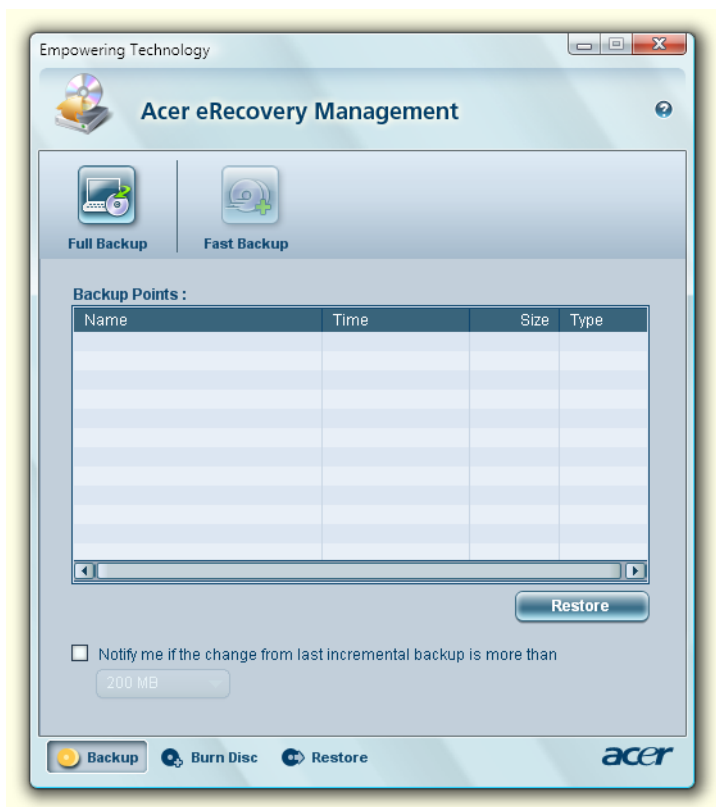 Empowering Technology
Acer eRecovery Management
Full Backup Fast Backup
Backup Points :
Name Time Size Type
Restore
Notify me if the change from last incremental backup is more than
200 MB
Backup Burn Disc Restore acer